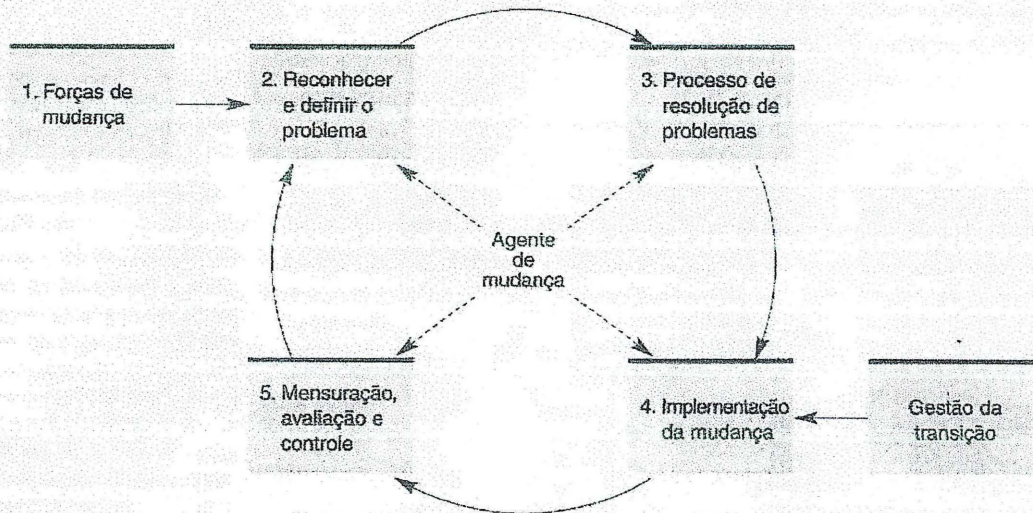 1. Forças de
mudança
2. Reconhecer
e definir o
problema
3. Processo de
resolução de
problemas
Agente
de
mudança
5. Mensuração,
avaliação e
controle
4. Implementação
da mudança
Gestão da
transição